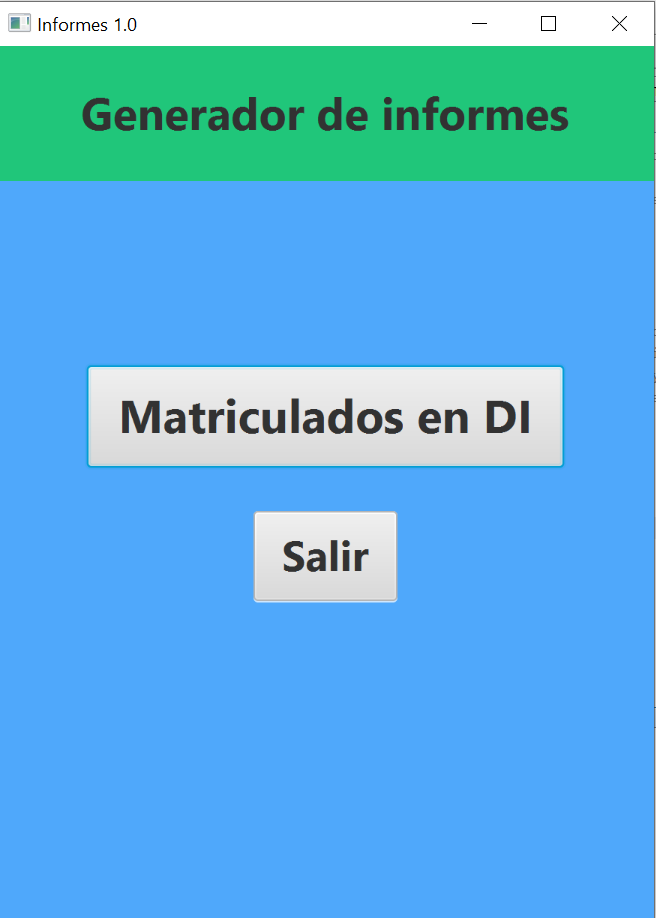 Informes 1.0
Generador de informes
Matriculados en DI
Salir